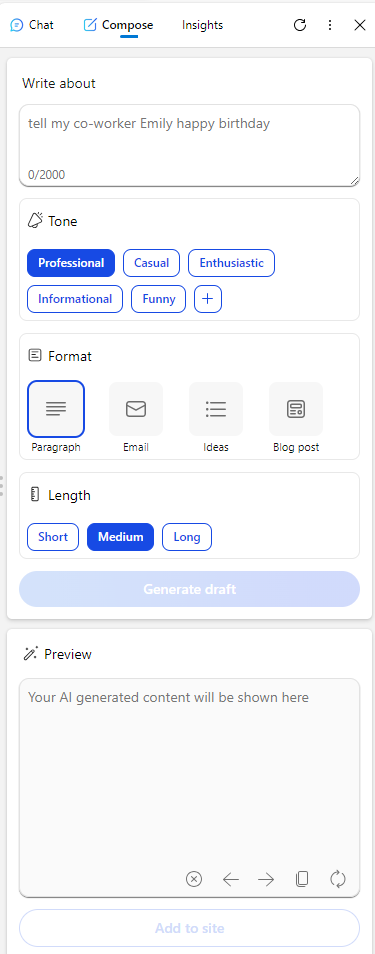 Chat Compose Insights
Write about
tell my co-worker Emily happy birthday
0/2000
Tone
Professional Casual Enthusiastic
Informational Funny +
Format
Paragraph Email Ideas Blog post
Length
Short Medium Long
Generate draft
Preview
Your AI generated content will be shown here
Add to site